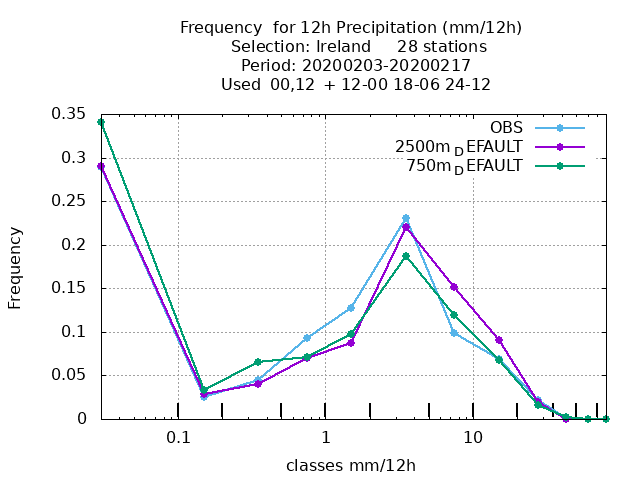 Frequency  for 12h Precipitation (mm/12h)
Selection: Ireland     28 stations
Period: 20200203-20200217
Used  00,12  + 12-00 18-06 24-12
OBS
2500m_DEFAULT
750m_DEFAULT
0.35
0.3
0.25
0.2
0.15
0.1
0.05
0
Frequency
0.1
1
10
classes mm/12h